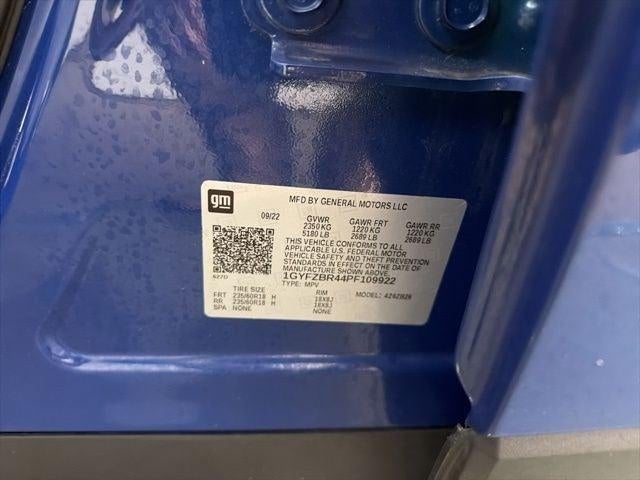 gm
MFD BY GENERAL MOTORS LLC
09/22 GVWR GAWR FRT GAWR RR
2350 KG 1220 KG 1220 KG
5180 LB 2689 LB 2689 LB
THIS VEHICLE CONFORMS TO ALL
APPLICABLE U.S. FEDERAL MOTOR
VEHICLE SAFETY AND THEFT PREVENTION
STANDARDS IN EFFECT ON THE DATE OF
MANUFACTURE SHOWN ABOVE.
1GYFZBR44PF109922
TYPE: MPV
TIRE SIZE RIM MODEL:
FRT 235/60R18 H 18X8J
RR 235/60R18 H 18X8J
SPA NONE NONE